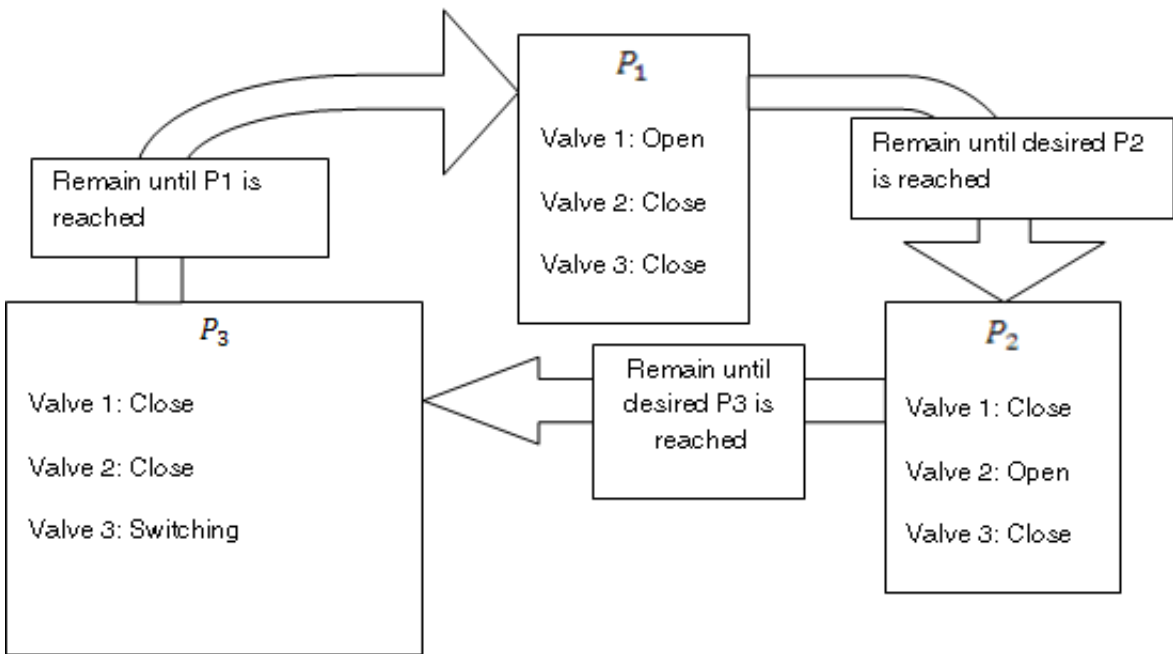 P₁
Valve 1: Open
Valve 2: Close
Valve 3: Close
Remain until desired P2
is reached
P₂
Valve 1: Close
Valve 2: Open
Valve 3: Close
Remain until
desired P3 is
reached
P₃
Valve 1: Close
Valve 2: Close
Valve 3: Switching
Remain until P1 is
reached